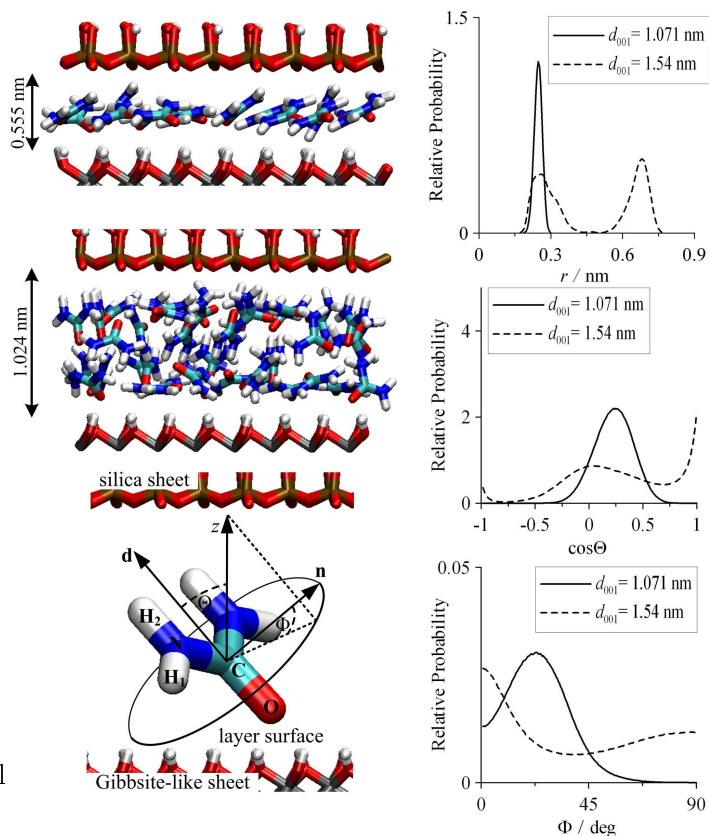 0.555 nm
1.024 nm
silica sheet
z
d
n
Θ
Φ
H2
N
H1
C
O
layer surface
Gibbsite-like sheet
l
1.5
d001 = 1.071 nm
d001 = 1.54 nm
Relative Probability
0
0 0.3 0.6 0.9
r / nm
d001 = 1.071 nm
d001 = 1.54 nm
4
2
0
Relative Probability
-1 -0.5 0 0.5 1
cosΘ
0.05
d001 = 1.071 nm
d001 = 1.54 nm
Relative Probability
0
0 45 90
Φ / deg